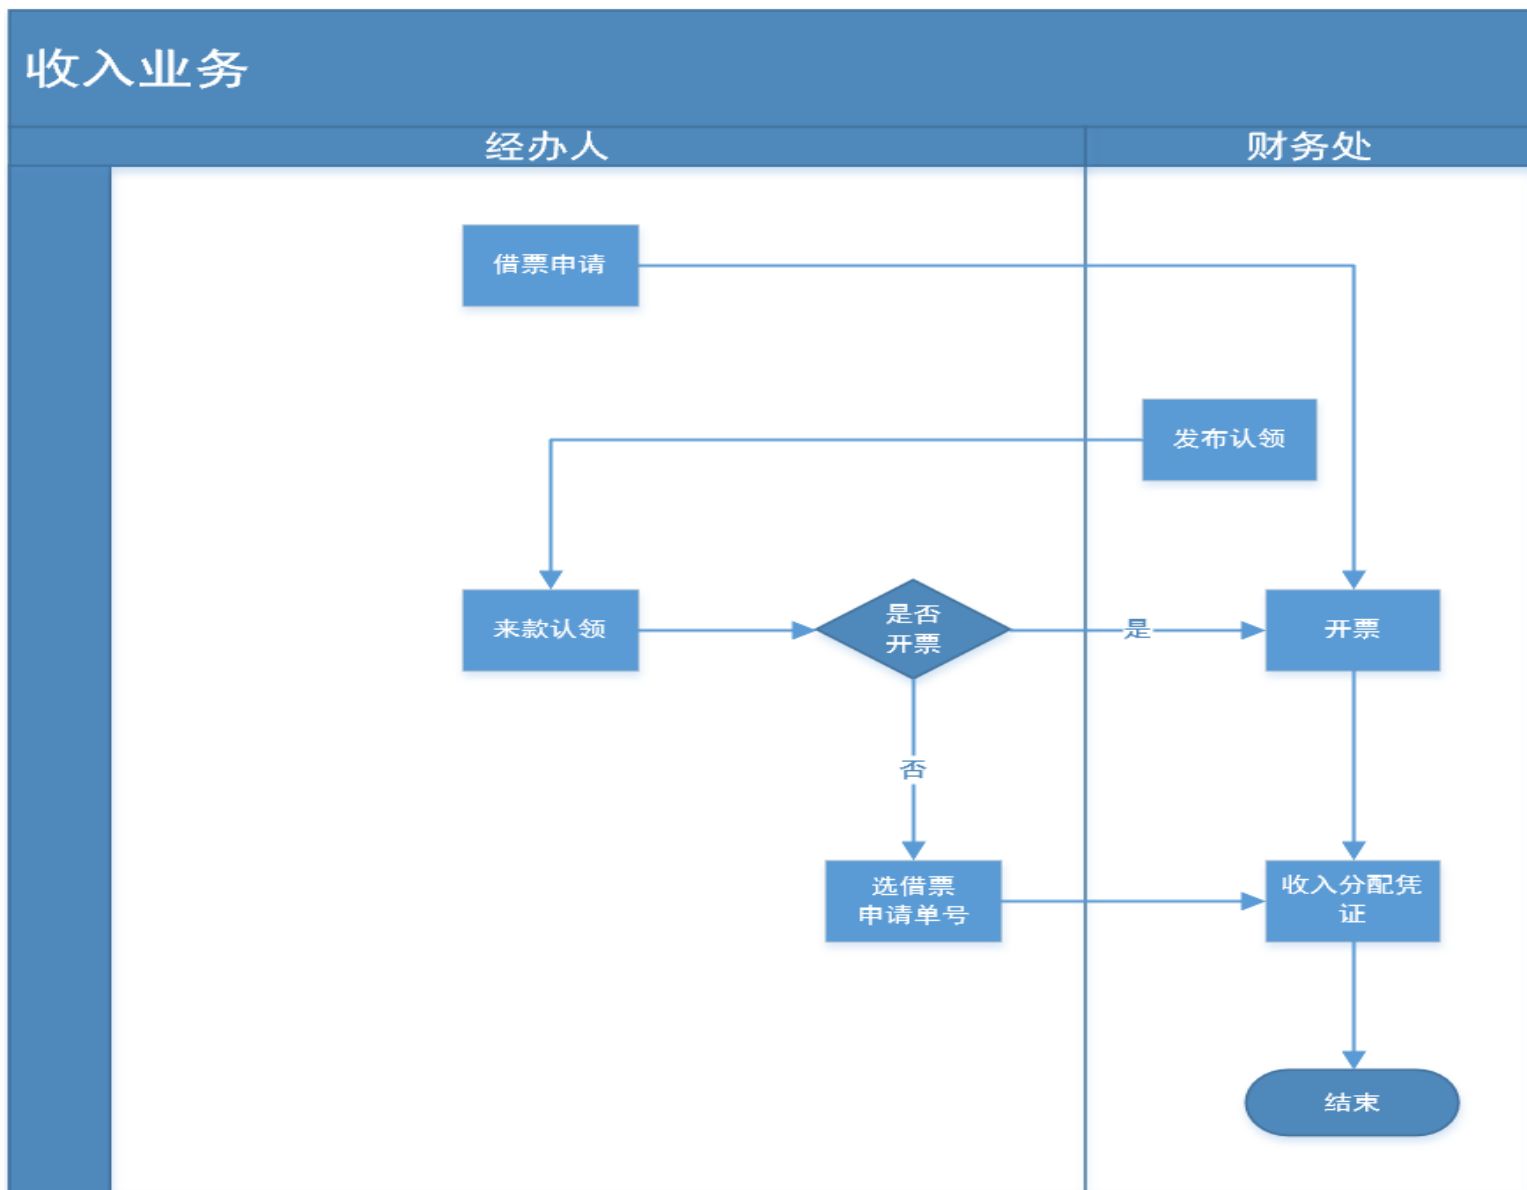 收入业务
经办人
财务处
借票申请
发布认领
来款认领
是否
开票
是
开票
否
选借票
申请单号
收入分配凭
证
结束